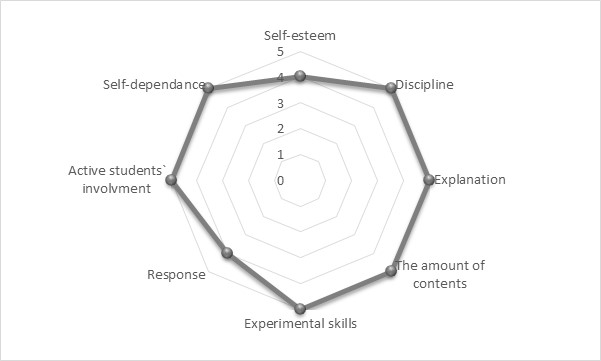 Self-esteem
5
4
3
2
1
0
Discipline
Explanation
The amount of
contents
Experimental skills
Response
Active students`
involvment
Self-dependance